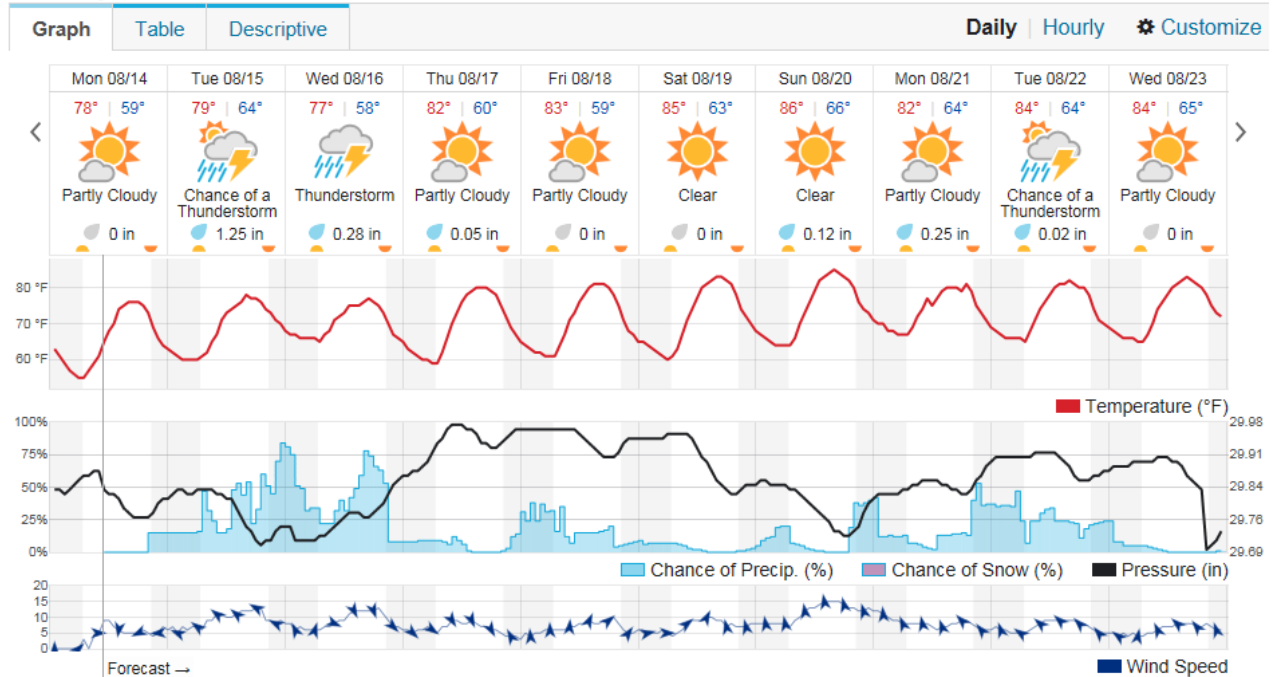 Graph Table Descriptive Daily Hourly Customize
Mon 08/14 Tue 08/15 Wed 08/16 Thu 08/17 Fri 08/18 Sat 08/19 Sun 08/20 Mon 08/21 Tue 08/22 Wed 08/23
78° | 59° 79° | 64° 77° | 58° 82° | 60° 83° | 59° 85° | 63° 86° | 66° 82° | 64° 84° | 64° 84° | 65°
Partly Cloudy Chance of a Thunderstorm Partly Cloudy Partly Cloudy Clear Clear Partly Cloudy Chance of a Partly Cloudy
Thunderstorm Thunderstorm
0 in 1.25 in 0.28 in 0.05 in 0 in 0 in 0.12 in 0.25 in 0.02 in 0 in
80 °F
70 °F
60 °F
Temperature (°F)
100% 29.98
75% 29.91
50% 29.84
25% 29.76
0% 29.69
Chance of Precip. (%) Chance of Snow (%) Pressure (in)
20
15
10
5
0
Forecast →
Wind Speed